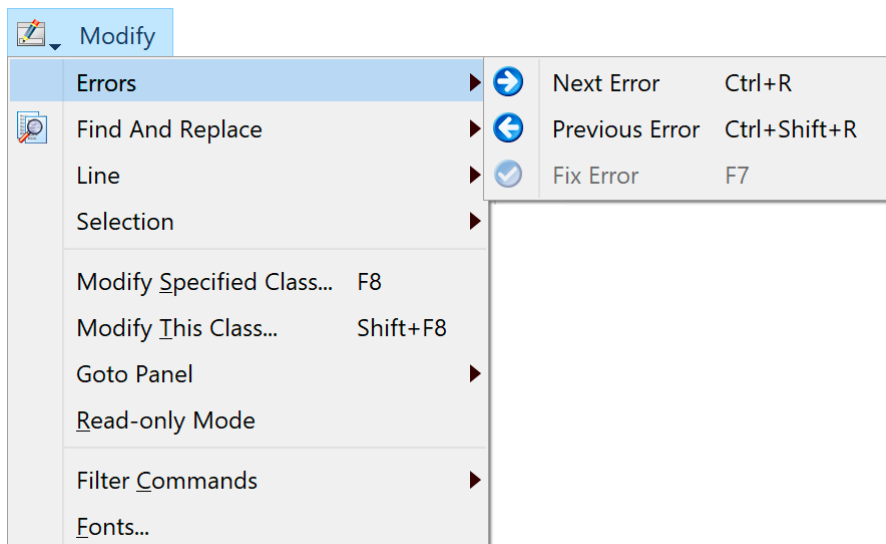 Modify
Errors
Next Error Ctrl+R
Find And Replace
Previous Error Ctrl+Shift+R
Line
Fix Error F7
Selection
Modify Specified Class... F8
Modify This Class... Shift+F8
Goto Panel
Read-only Mode
Filter Commands
Fonts...